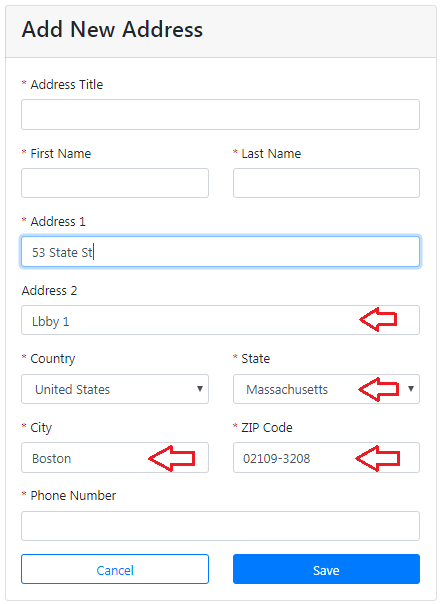 Add New Address
* Address Title
* First Name * Last Name
* Address 1
53 State St
Address 2
Lbby 1
* Country * State
United States Massachusetts
* City * ZIP Code
Boston 02109-3208
* Phone Number
Cancel Save